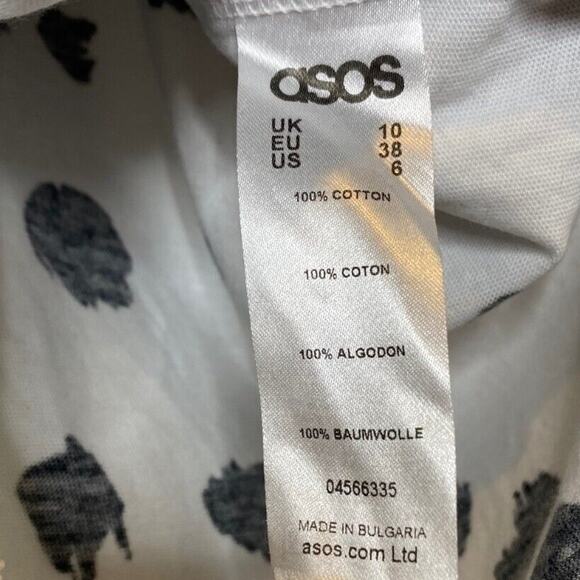 asos
UK 10
EU 38
US 6
100% COTTON
100% COTON
100% ALGODON
100% BAUMWOLLE
04566335
MADE IN BULGARIA
asos.com Ltd